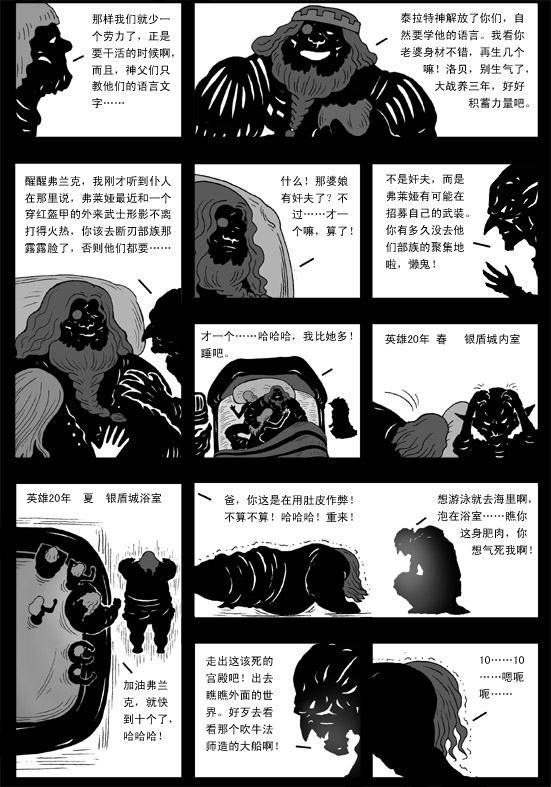 那样我们就少一
个劳力了，正是
要干活的时候啊，
而且，神父们只
教他们的语言文
字……
泰拉特神解放了你们，自
然要学他的语言。我看你
老婆身材不错，再生几个
嘛！洛贝，别生气了，
大战养三年，好好
积蓄力量吧。
醒醒弗兰克，我刚才听到仆人
在那里说，弗莱娅最近和一个
穿红盔甲的外来武士形影不离
打得火热，你该去断刃部族那
露露脸了，否则他们都要……
什么！那婆娘
有奸夫了？不
过……才一
个嘛，算了！
不是奸夫，而是
弗莱娅有可能在
招募自己的武装。
你有多久没去他
们部族的聚集地
啦，懒鬼！
才一个……哈哈哈，我比她多！
睡吧。
英雄20年 春 银盾城内室
英雄20年 夏 银盾城浴室
加油弗兰
克，就快
到十个了，
哈哈哈！
爸，你这是在用肚皮作弊！
不算不算！哈哈哈！重来！
想游泳就去海里啊，
泡在浴室……瞧你
这身肥肉，你
想气死我啊！
走出这该死的
宫殿吧！出去
瞧瞧外面的世
界。好歹去看
看那个吹牛法
师造的大船啊！
10……10
……嗯呃
呃……